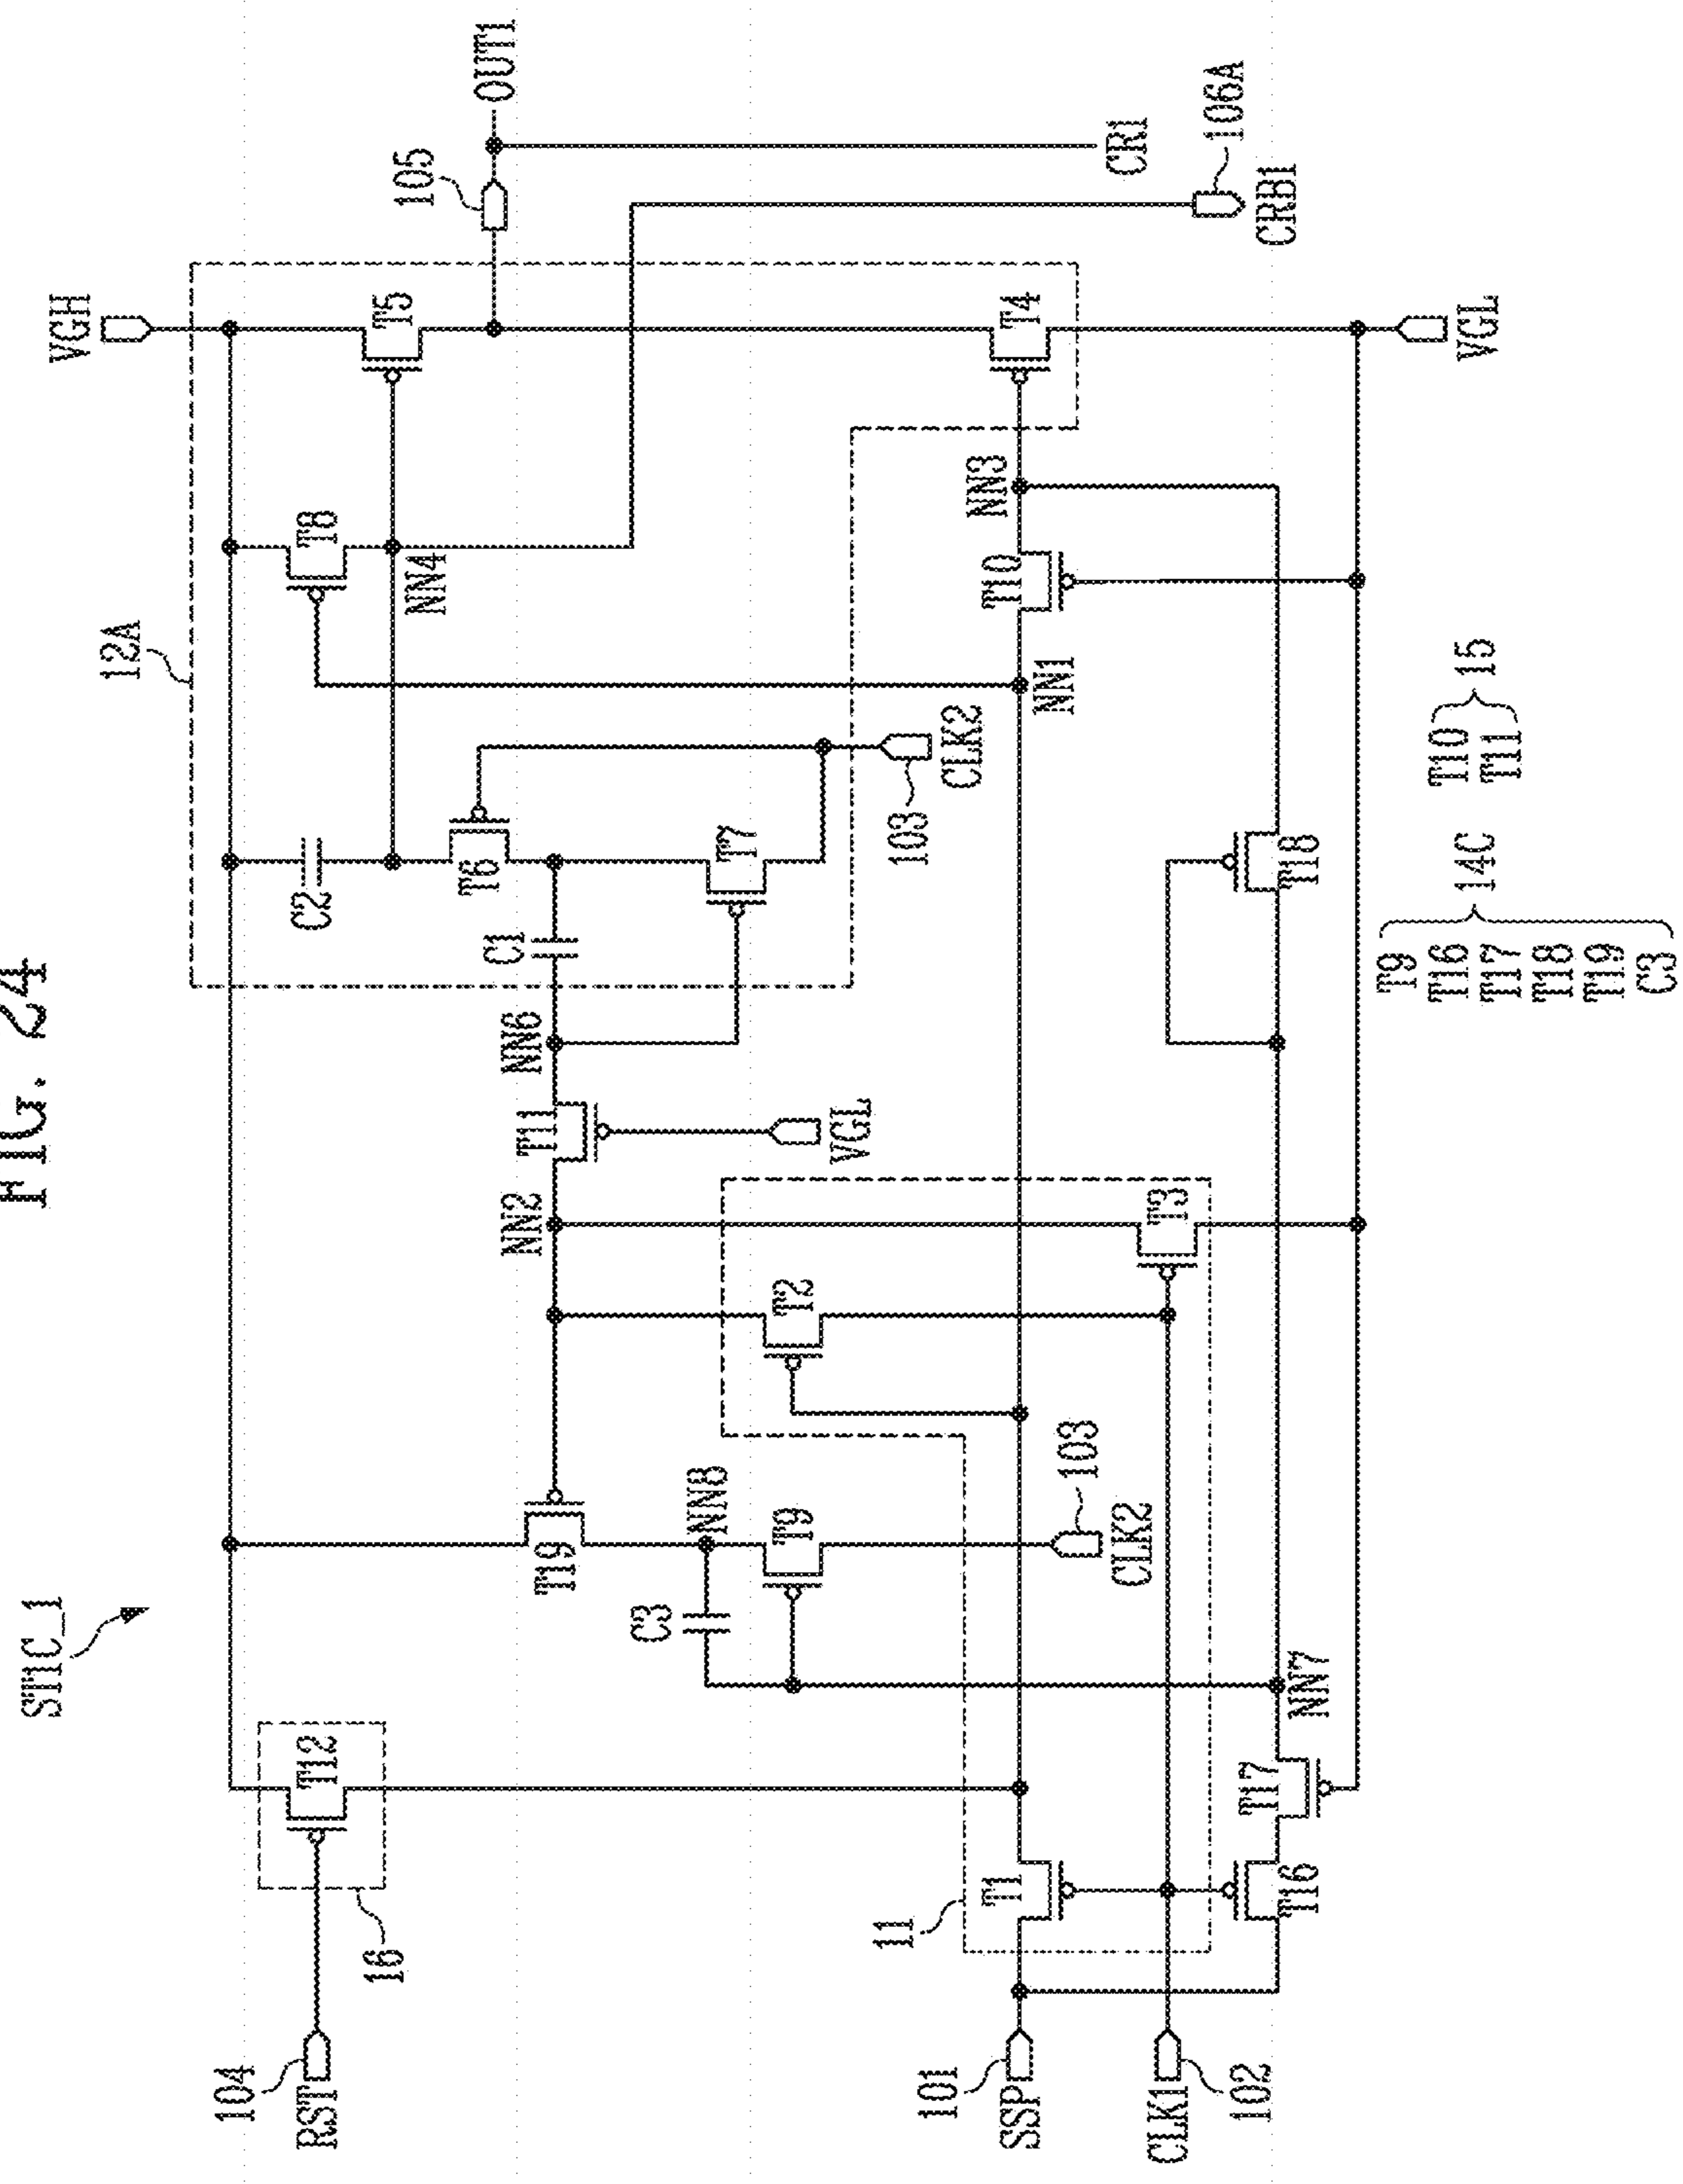 FIG. 24
ST1C_1
12A
VGH
104
RST
16
T12
T19
C2
T8
T5
105
OUT1
NN4
T6
C1
NN6
T11
NN2
C3
NN8
T9
T2
VGL
T7
103
CLK2
NN3
T4
CR1
106A
CRB1
11
101
SSP
T1
103
CLK2
T3
NN1
T10
CLK1
102
T16
T17
NN7
T18
VGL
T9
T16
T17
T18
T19
C3
14C
T10
T11
15